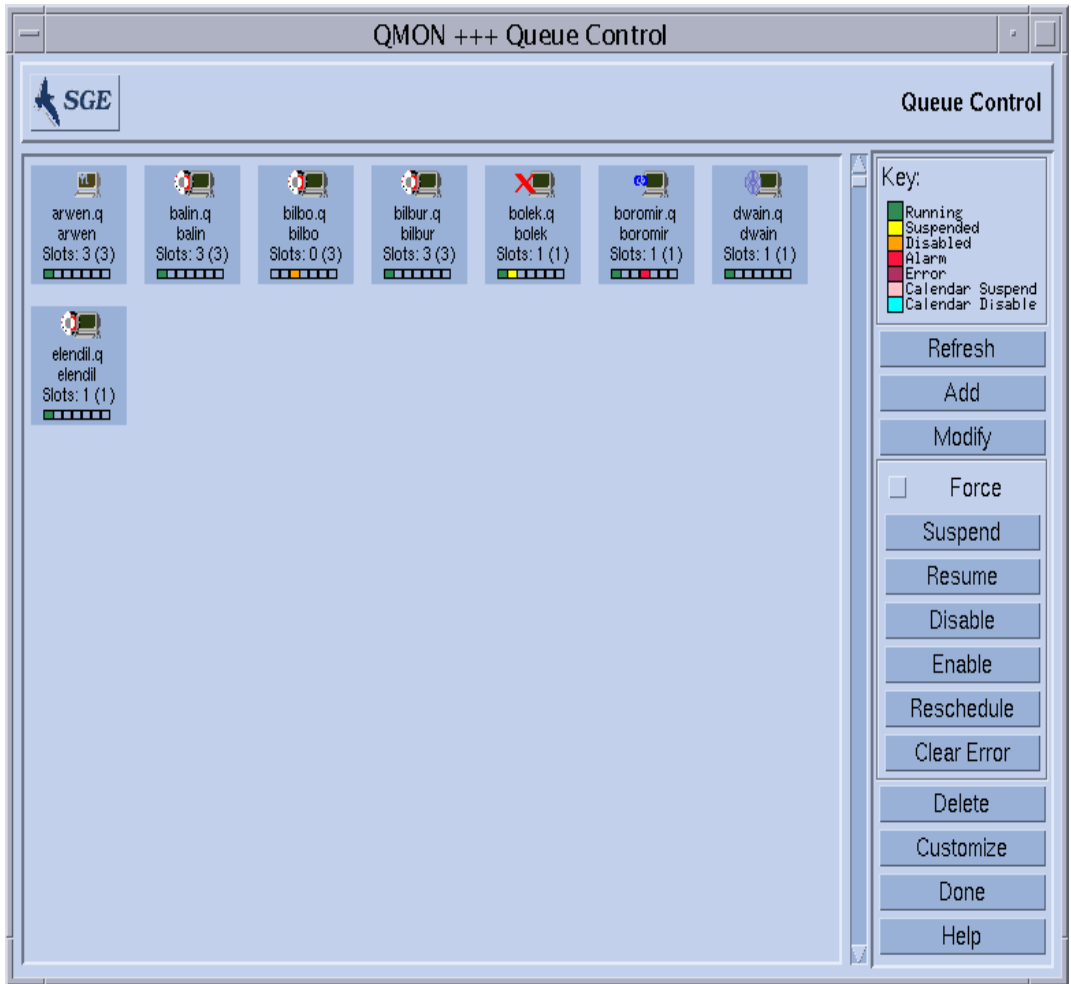 QMON +++ Queue Control
SGE
Queue Control
arwen.q
arwen
Slots: 3 (3)
balin.q
balin
Slots: 3 (3)
bilbo.q
bilbo
Slots: 0 (3)
bilbur.q
bilbur
Slots: 3 (3)
bolek.q
bolek
Slots: 1 (1)
boromir.q
boromir
Slots: 1 (1)
dwain.q
dwain
Slots: 1 (1)
elendil.q
elendil
Slots: 1 (1)
Key:
Running
Suspended
Disabled
Alarm
Error
Calendar Suspend
Calendar Disable
Refresh
Add
Modify
Force
Suspend
Resume
Disable
Enable
Reschedule
Clear Error
Delete
Customize
Done
Help